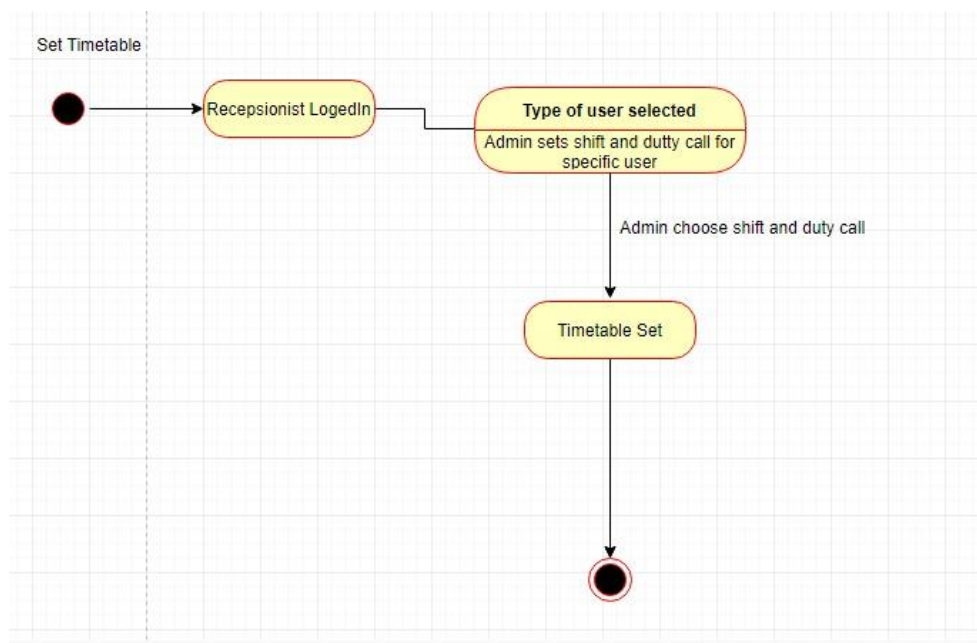 Set Timetable
Recepsionist LogedIn
Type of user selected
Admin sets shift and dutty call for
specific user
Admin choose shift and duty call
Timetable Set